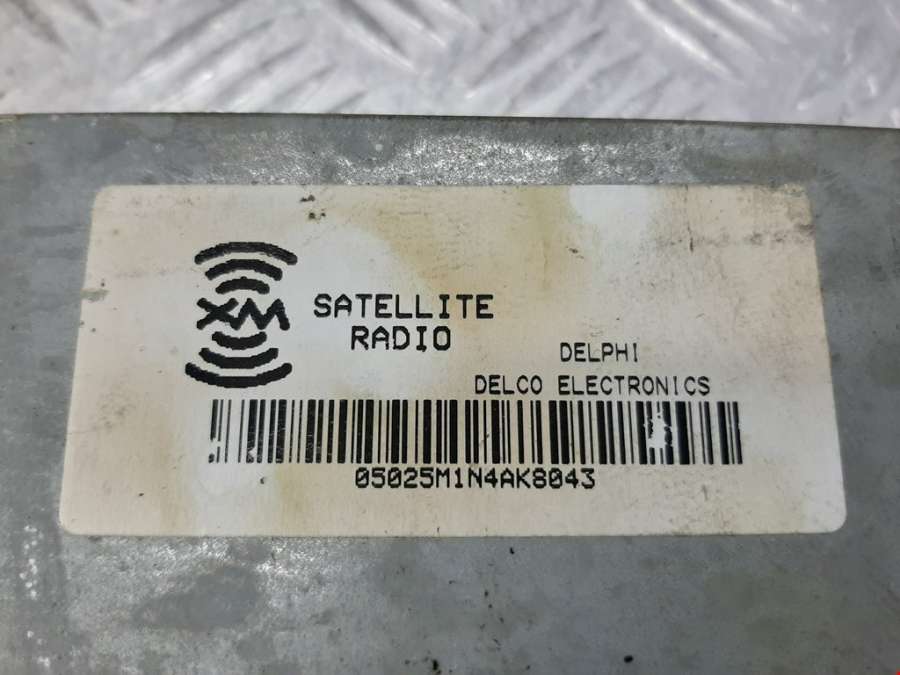 XM
SATELLITE
RADIO
DELPHI
DELCO ELECTRONICS
05025M1N4AK8043